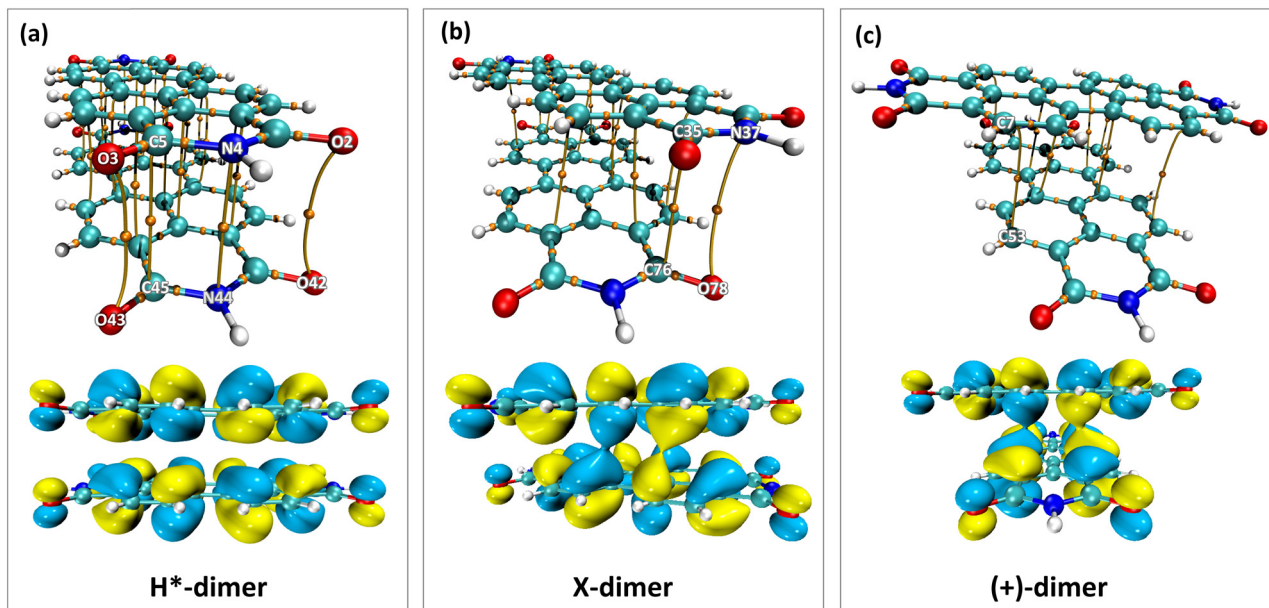 (a)
O3
C5
N4
O2
C45
N44
O42
O43
H*-dimer
(b)
C35
N37
C76
O78
X-dimer
(c)
C7
C53
(+)-dimer